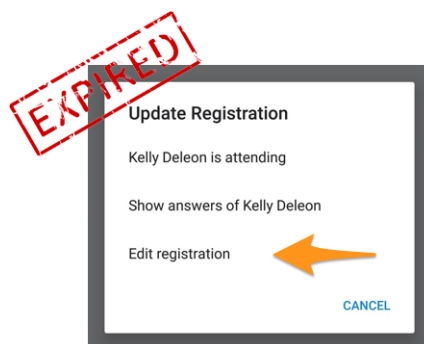 EXPIRED
Update Registration
Kelly Deleon is attending
Show answers of Kelly Deleon
Edit registration
CANCEL